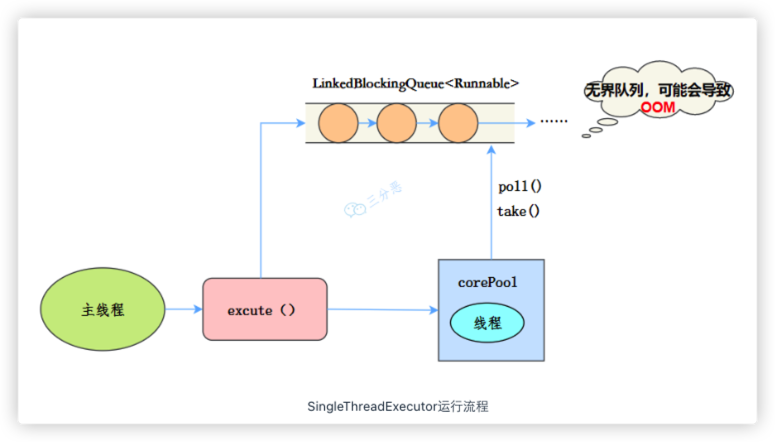 LinkedBlockingQueue<Runnable>
无界队列，可能会导致
OOM
......
poll()
take()
三分恶
corePool
主线程
excute（）
线程
SingleThreadExecutor运行流程